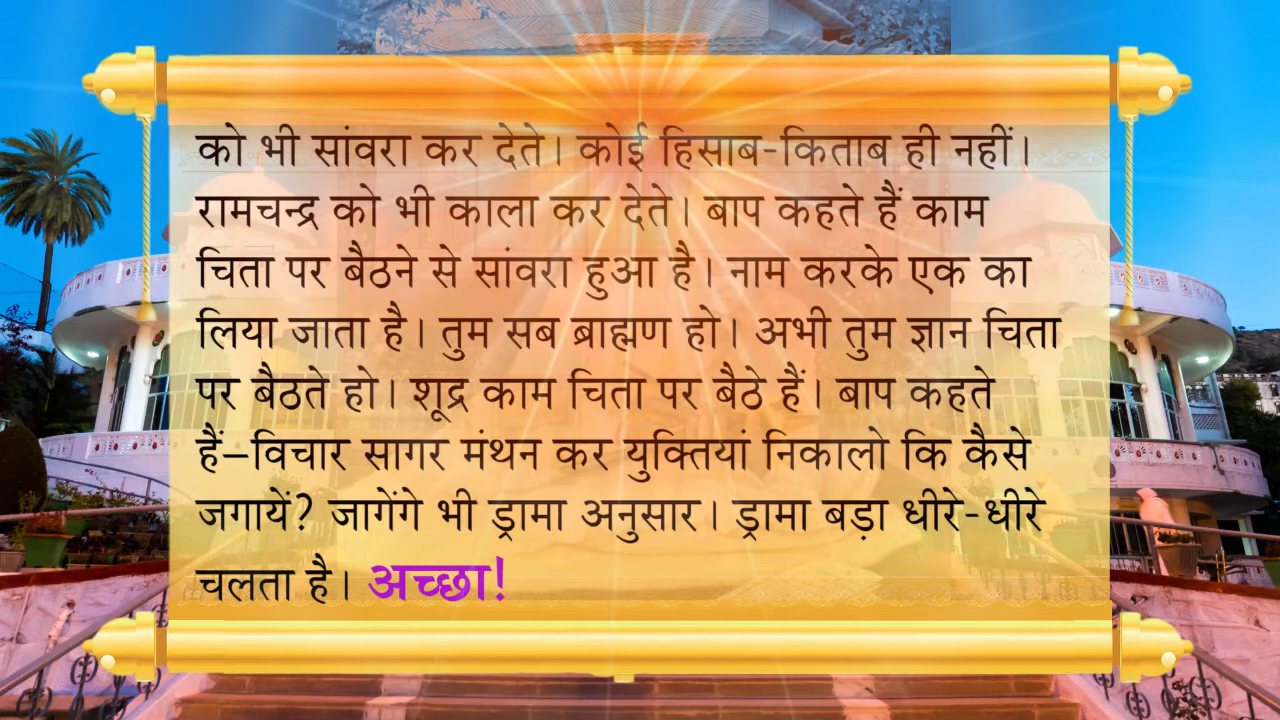 को भी सांवरा कर देते। कोई हिसाब-किताब ही नहीं।
रामचन्द्र को भी काला कर देते। बाप कहते हैं काम
चिता पर बैठने से सांवरा हुआ है। नाम करके एक का
लिया जाता है। तुम सब ब्राह्मण हो। अभी तुम ज्ञान चिता
पर बैठते हो। शूद्र काम चिता पर बैठे हैं। बाप कहते
हैं–विचार सागर मंथन कर युक्तियां निकालो कि कैसे
जगायें? जागेंगे भी ड्रामा अनुसार। ड्रामा बड़ा धीरे-धीरे
चलता है। अच्छा!